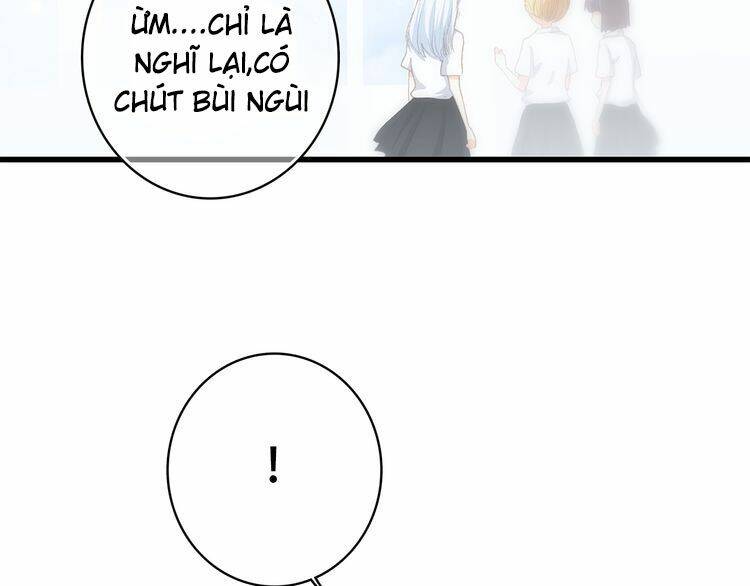 ỪM....CHỈ LÀ
NGHĨ LẠI,CÓ
CHÚT BÙI NGÙI
!